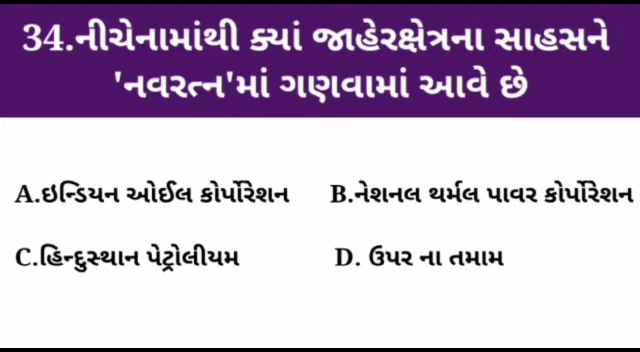 34.નીચેનામાંથી ક્યાં જાહેરક્ષેત્રના સાહસને
'નવરત્ન'માં ગણવામાં આવે છે
A.ઇન્ડિયન ઓઈલ કોર્પોરેશન B.નેશનલ થર્મલ પાવર કોર્પોરેશન
C.હિન્દુસ્થાન પેટ્રોલીયમ D. ઉપર ના તમામ